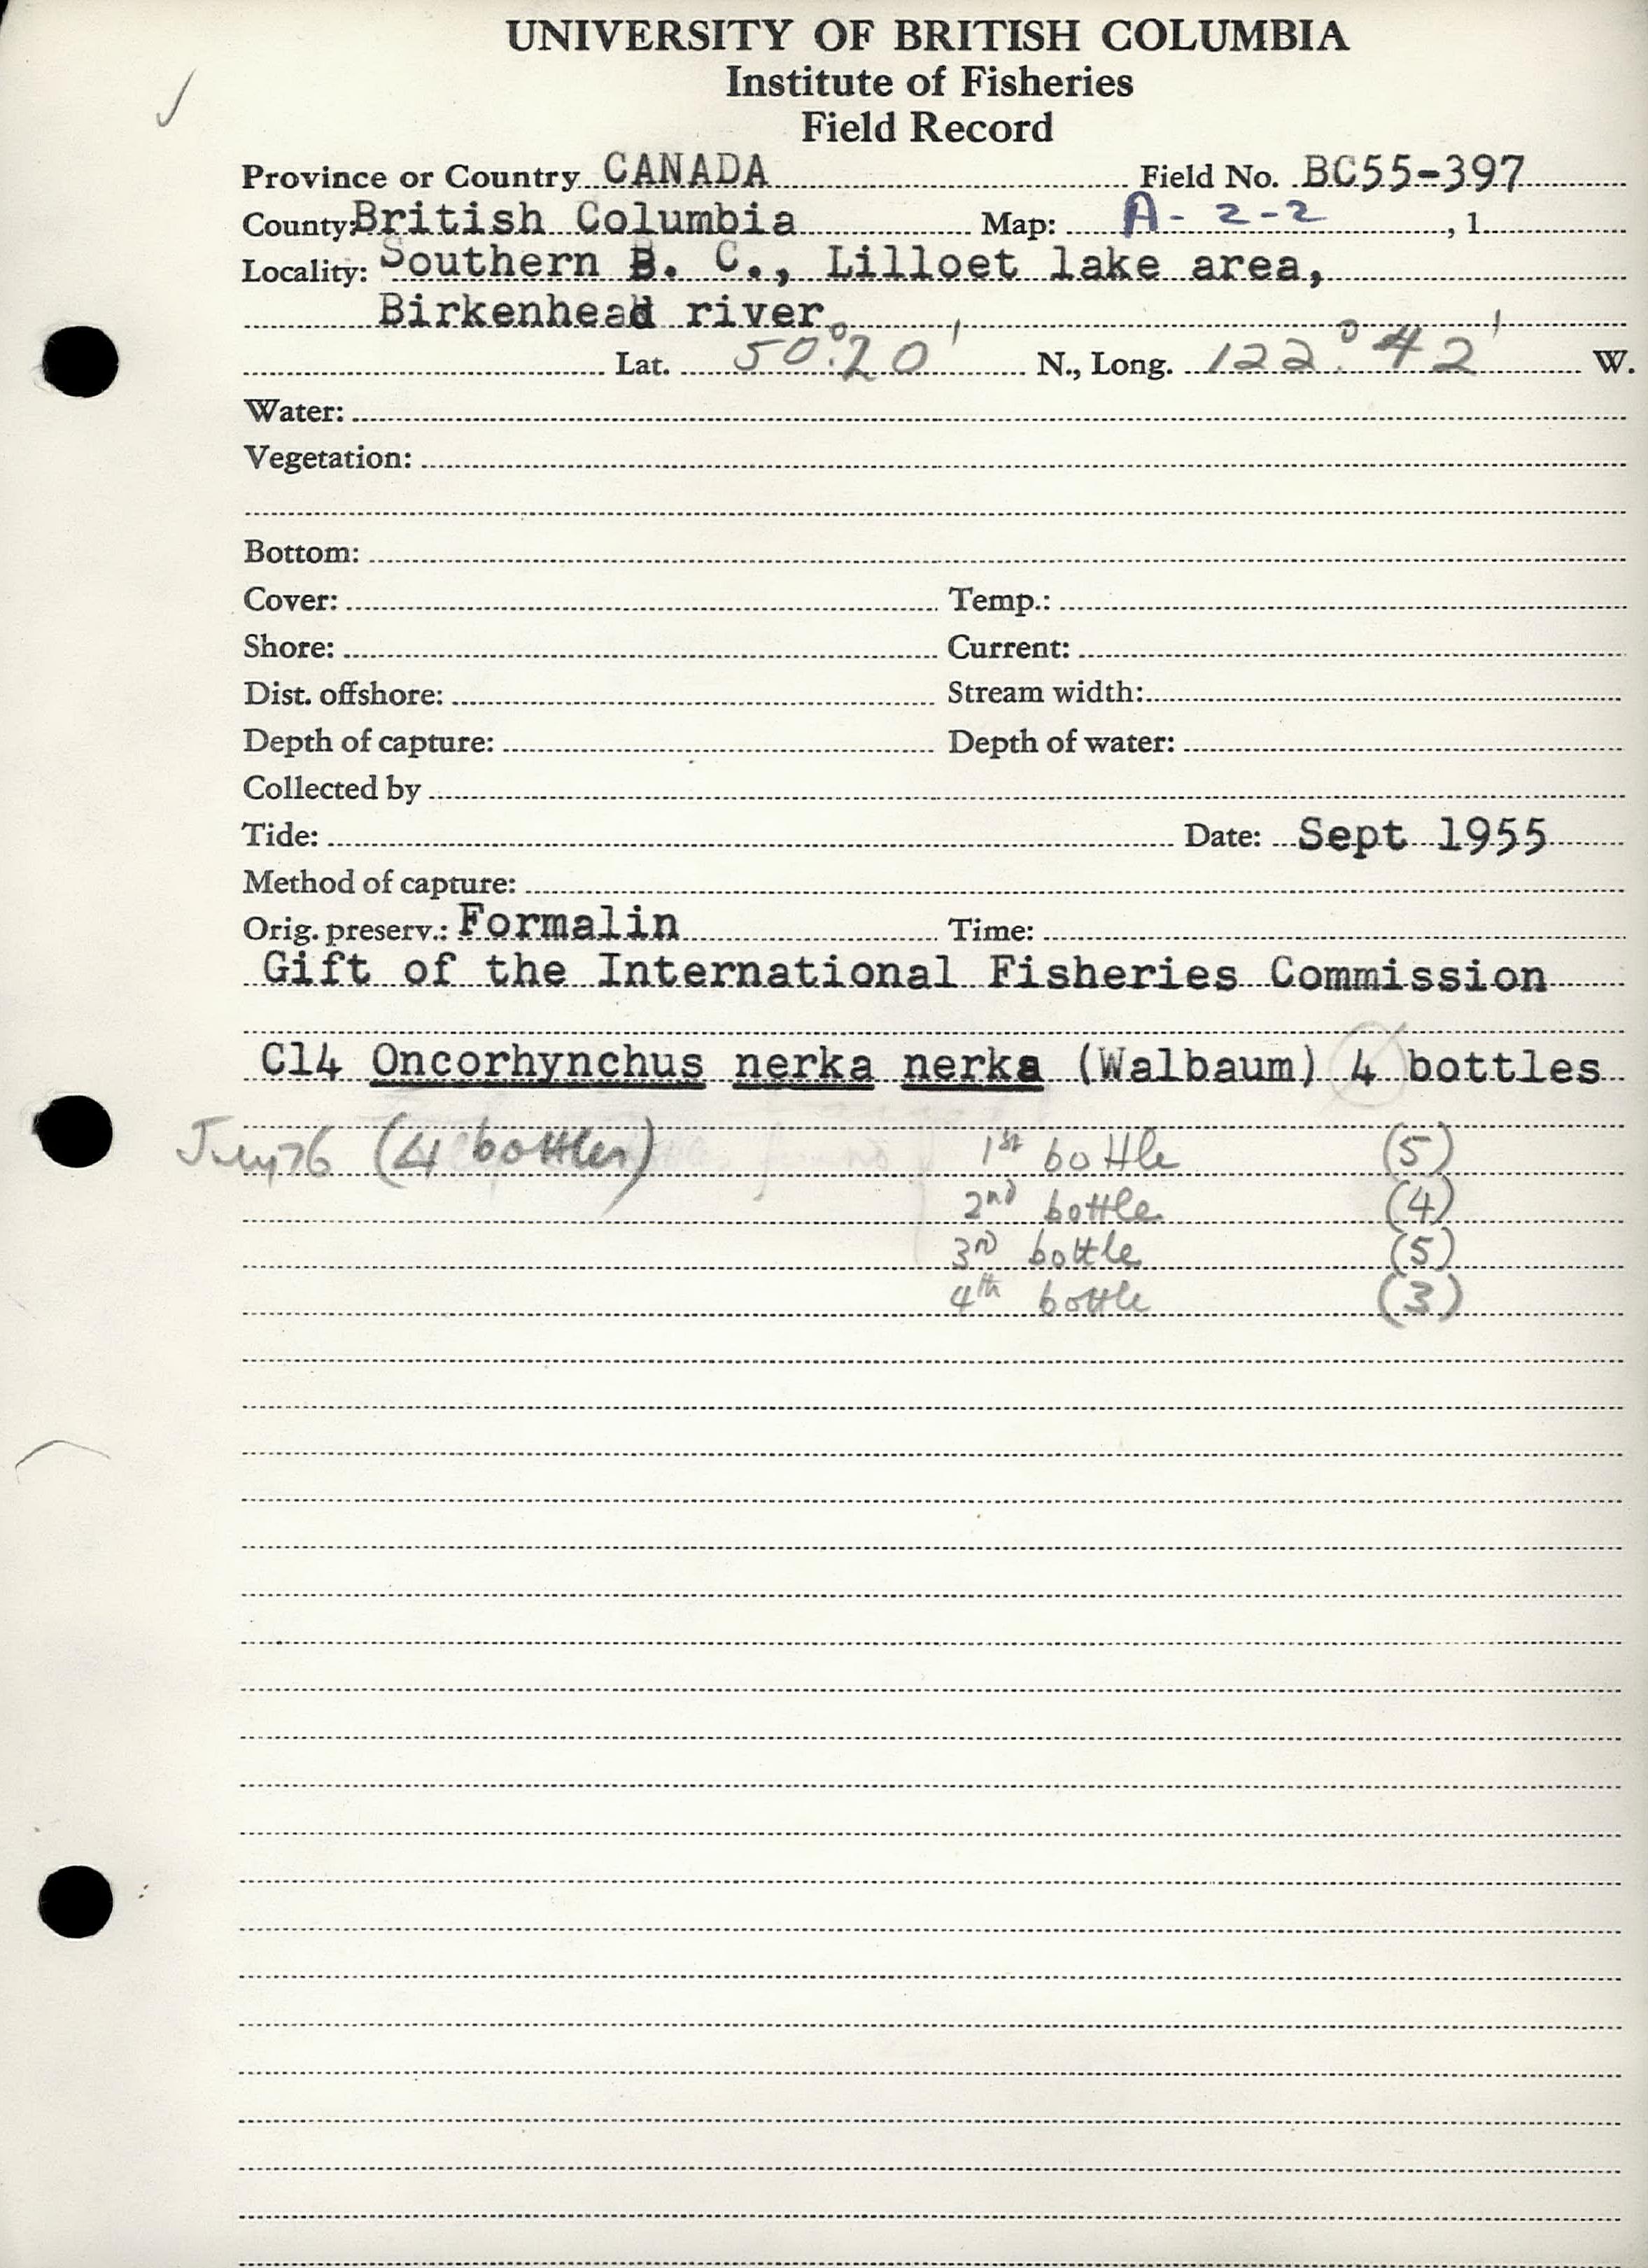 UNIVERSITY OF BRITISH COLUMBIA
Institute of Fisheries
Field Record
Province or Country CANADA Field No. BC55-397
County: British Columbia Map: A-2-2, 1
Locality: Southern B. C., Lilloet lake area,
Birkenhead river
Lat. 50°20' N., Long. 122°42' W.
Water:
Vegetation:
Bottom:
Cover: Temp.:
Shore: Current:
Dist. offshore: Stream width:
Depth of capture: Depth of water:
Collected by
Tide: Date: Sept 1955
Method of capture:
Orig. preserv.: Formalin Time:
Gift of the International Fisheries Commission
C14 Oncorhynchus nerka nerka (Walbaum) 4 bottles
July 76 (4 bottles) 1st bottle (5)
2nd bottle (4)
3rd bottle (5)
4th bottle (3)